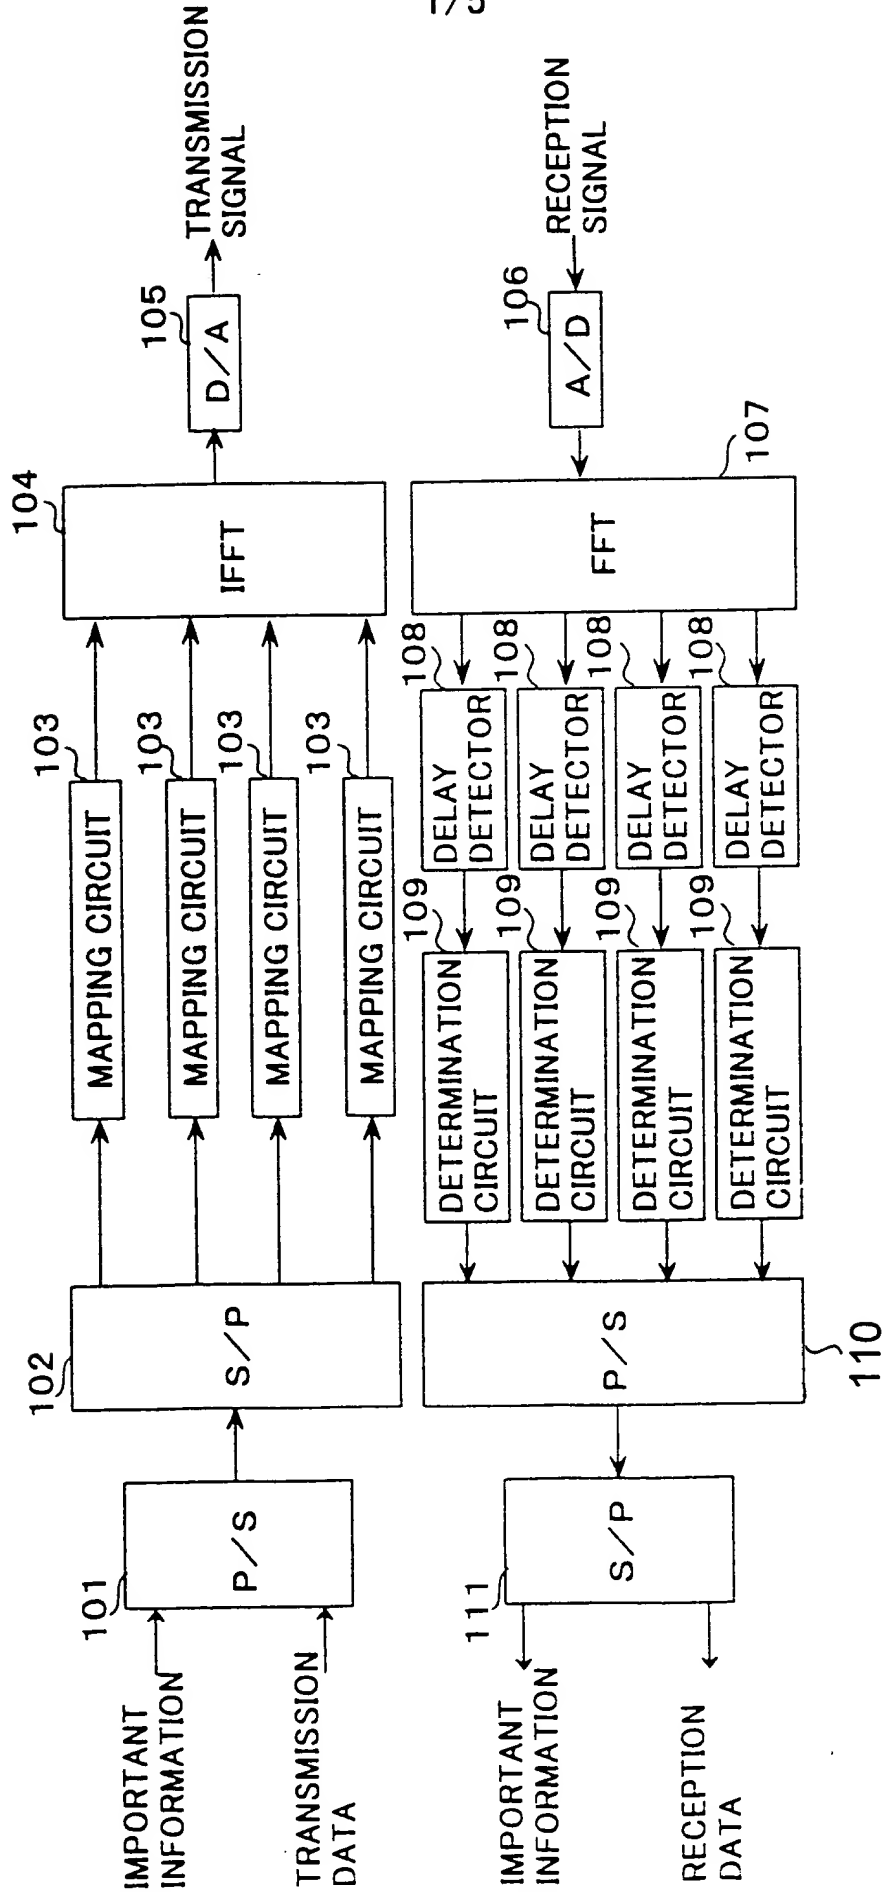 1/5
IMPORTANT
INFORMATION
TRANSMISSION
DATA
101
P/S
102
S/P
103
MAPPING CIRCUIT
103
MAPPING CIRCUIT
103
MAPPING CIRCUIT
103
MAPPING CIRCUIT
104
IFFT
105
D/A
TRANSMISSION
SIGNAL
RECEPTION
SIGNAL
106
A/D
107
FFT
108
DELAY
DETECTOR
108
DELAY
DETECTOR
108
DELAY
DETECTOR
108
DELAY
DETECTOR
109
DETERMINATION
CIRCUIT
109
DETERMINATION
CIRCUIT
109
DETERMINATION
CIRCUIT
109
DETERMINATION
CIRCUIT
110
P/S
111
S/P
IMPORTANT
INFORMATION
RECEPTION
DATA